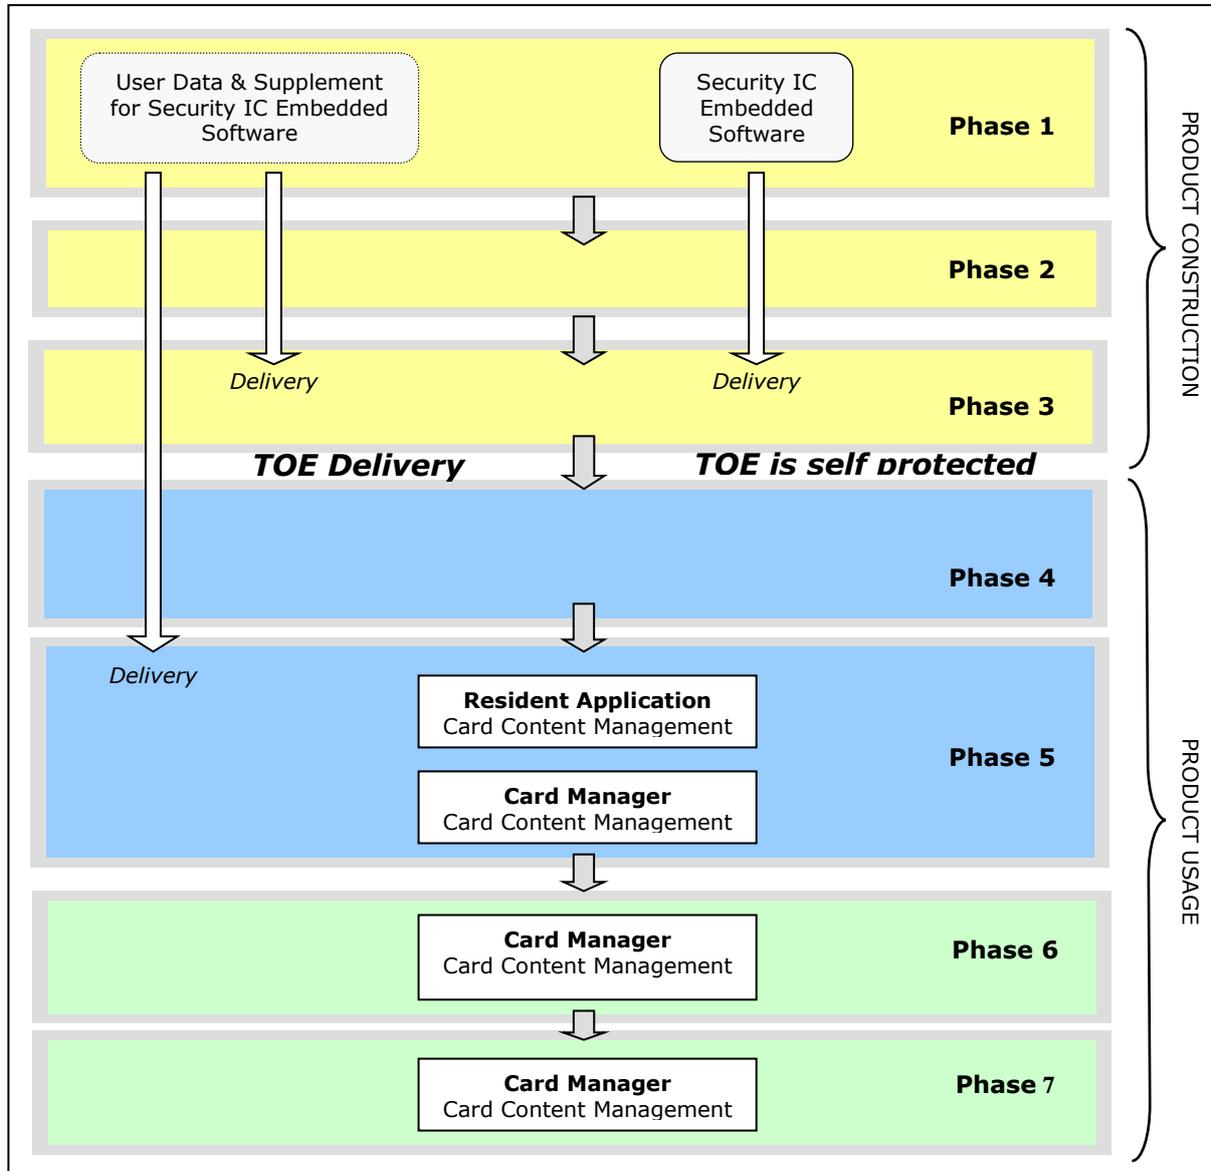 User Data & Supplement
for Security IC Embedded
Software
Security IC
Embedded
Software
Phase 1
PRODUCT CONSTRUCTION
Phase 2
Delivery
Delivery
Phase 3
TOE Delivery
TOE is self protected
Phase 4
Delivery
Resident Application
Card Content Management
Phase 5
Card Manager
Card Content Management
PRODUCT USAGE
Card Manager
Card Content Management
Phase 6
Card Manager
Card Content Management
Phase 7